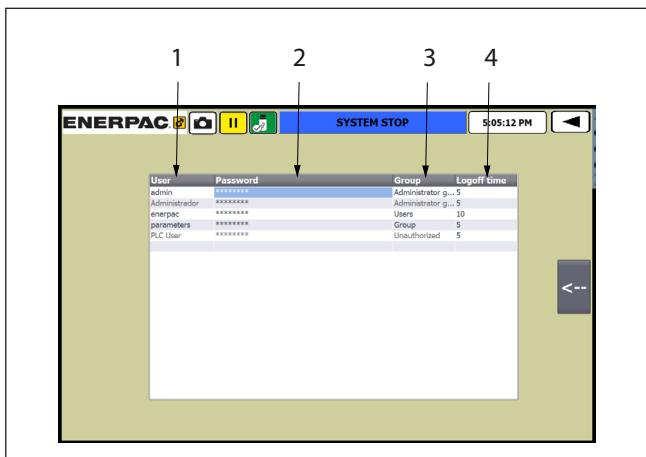 1 2 3 4
ENERPAC SYSTEM STOP 5:05:12 PM
User Password Group Logoff time
admin ******** Administrator g... 5
Administrador ******** Administrator g... 5
enerpac ******** Users 10
parameters ******** Group 5
PLC User ******** Unauthorized 5
<--